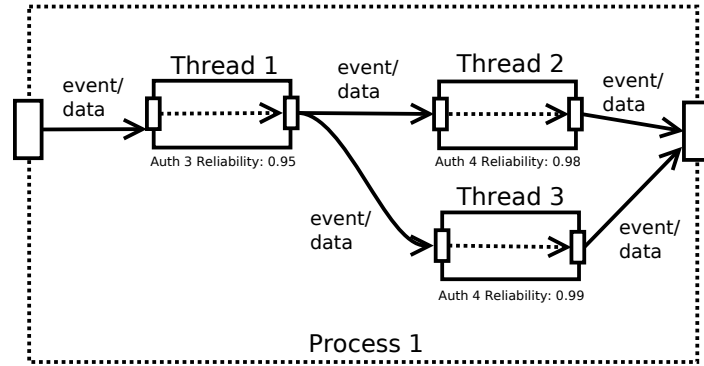 Thread 1
event/
data
Auth 3 Reliability: 0.95
event/
data
Thread 2
event/
data
Auth 4 Reliability: 0.98
Thread 3
event/
data
event/
data
Auth 4 Reliability: 0.99
Process 1